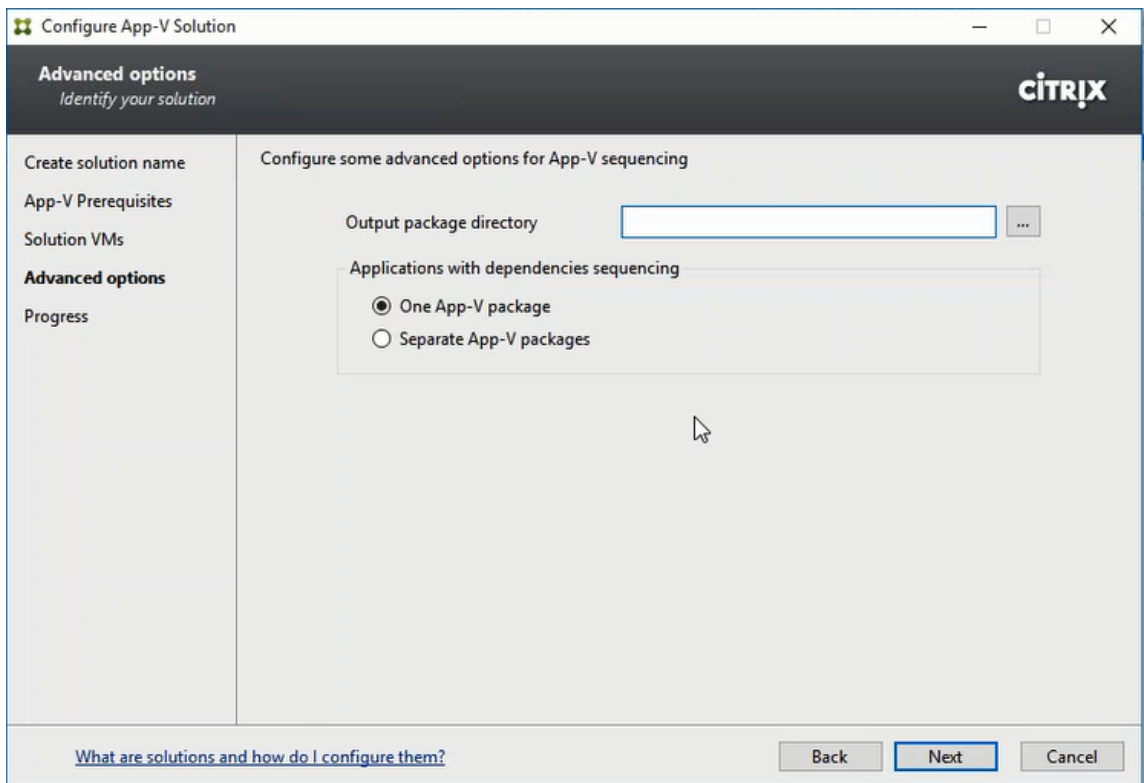 Configure App-V Solution
Advanced options
Identify your solution
CİTRIX
Create solution name
App-V Prerequisites
Solution VMs
Advanced options
Progress
Configure some advanced options for App-V sequencing
Output package directory
...
Applications with dependencies sequencing
One App-V package
Separate App-V packages
What are solutions and how do I configure them?
Back
Next
Cancel